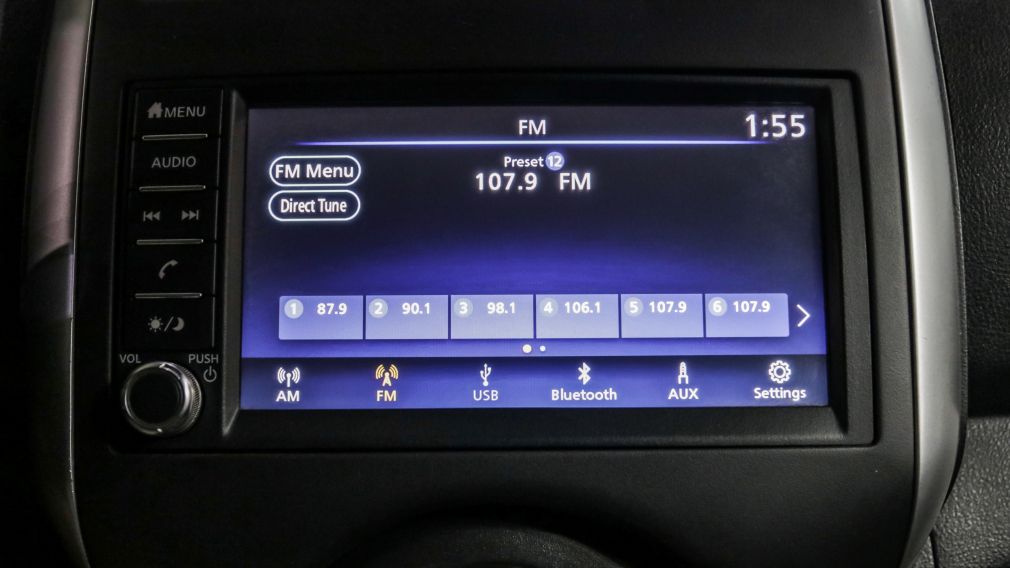 MENU
AUDIO
VOL
PUSH
FM
1:55
FM Menu
Direct Tune
Preset 12
107.9 FM
1 87.9
2 90.1
3 98.1
4 106.1
5 107.9
6 107.9
AM
FM
USB
Bluetooth
AUX
Settings